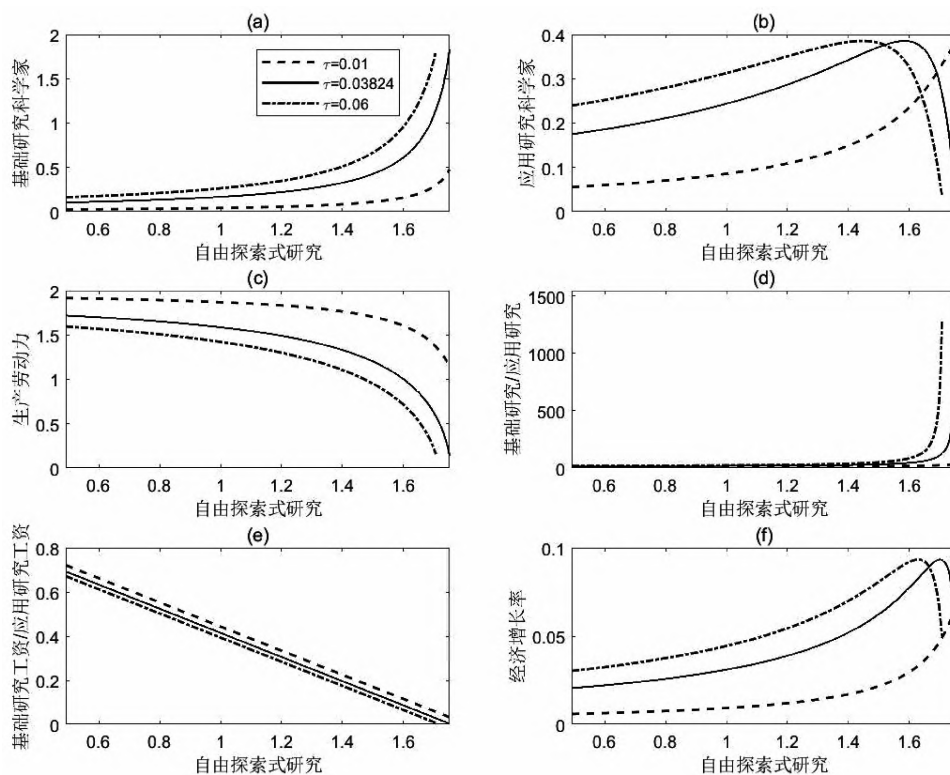 (a)
基础研究科学家
2
1.5
1
0.5
0
τ=0.01
τ=0.03824
τ=0.06
0.6 0.8 1 1.2 1.4 1.6
自由探索式研究
(b)
应用研究科学家
0.4
0.3
0.2
0.1
0
0.6 0.8 1 1.2 1.4 1.6
自由探索式研究
(c)
生产劳动力
2
1.5
1
0.5
0
0.6 0.8 1 1.2 1.4 1.6
自由探索式研究
(d)
基础研究/应用研究
1500
1000
500
0
0.6 0.8 1 1.2 1.4 1.6
自由探索式研究
(e)
基础研究工资/应用研究工资
0.8
0.6
0.4
0.2
0
0.6 0.8 1 1.2 1.4 1.6
自由探索式研究
(f)
经济增长率
0.1
0.05
0
0.6 0.8 1 1.2 1.4 1.6
自由探索式研究